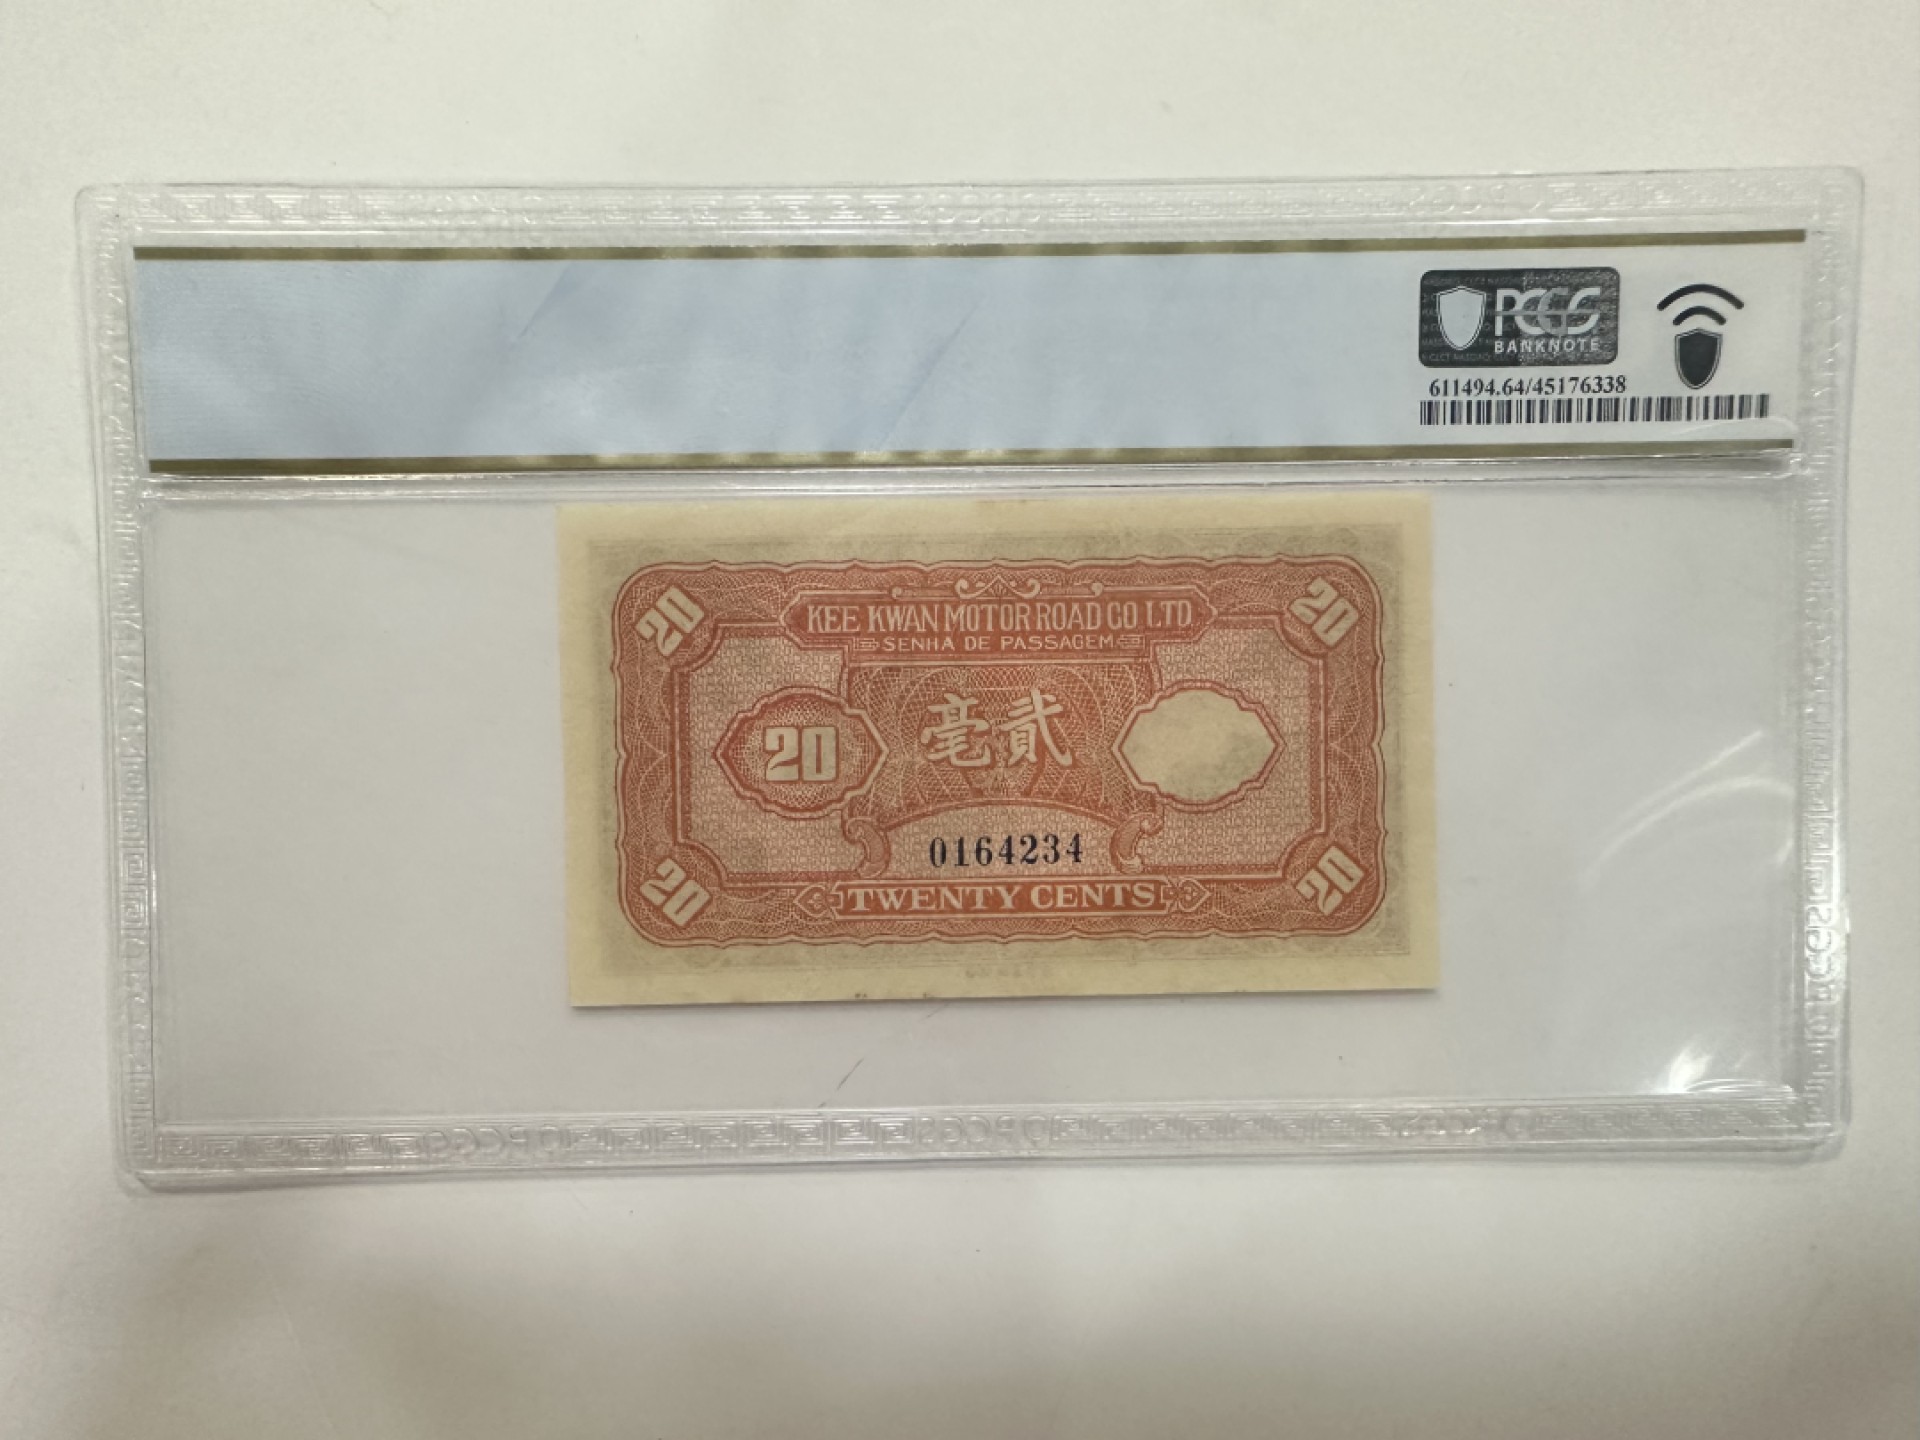 PCGS
BANKNOTE
611494.64/45176338
20
20
KEE KWAN MOTOR ROAD CO LTD.
SENHA DE PASSAGEM
毫貳
20
0164234
20
20
TWENTY CENTS